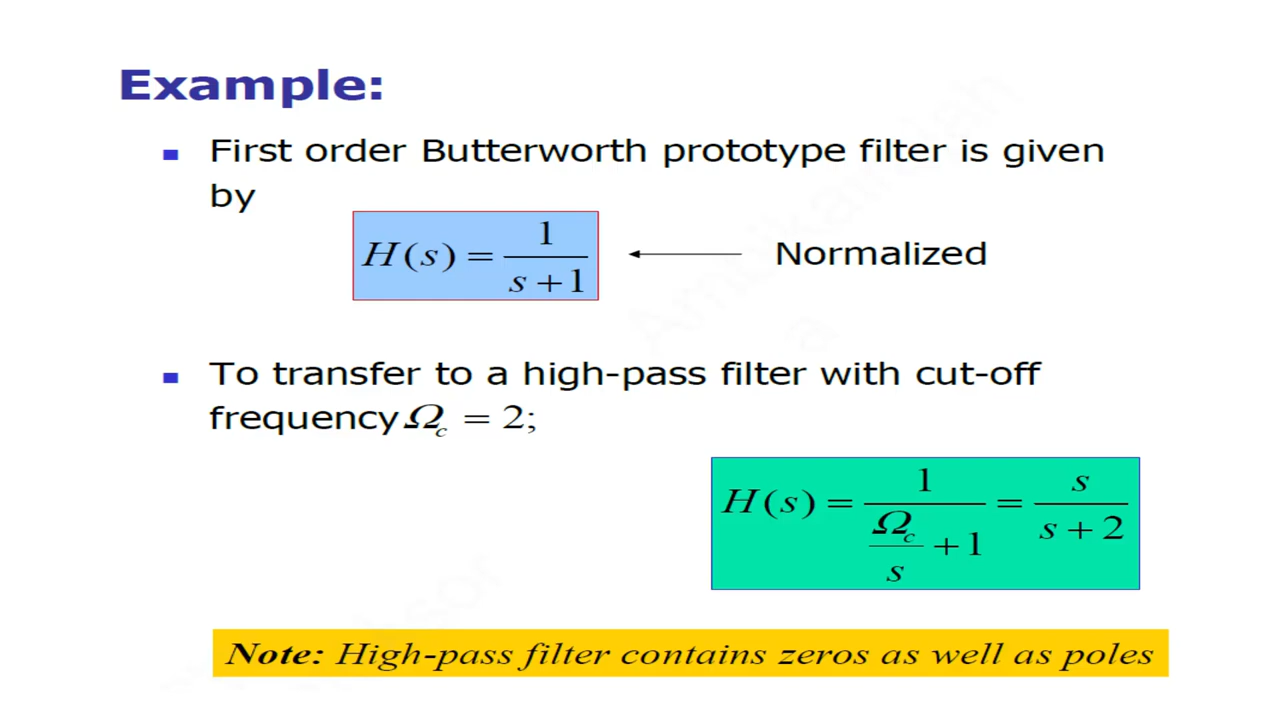 Example:
▪ First order Butterworth prototype filter is given
by
H(s) = 1/(s + 1) ← Normalized
▪ To transfer to a high-pass filter with cut-off
frequency Ω_c = 2;
H(s) = 1/(Ω_c/s + 1) = s/(s + 2)
Note: High-pass filter contains zeros as well as poles